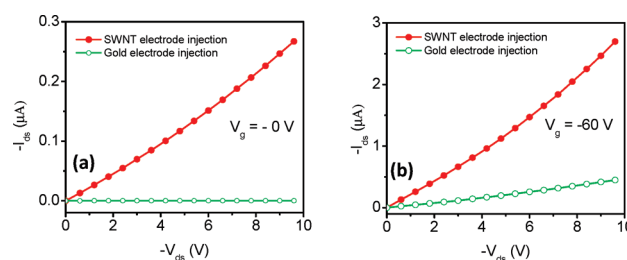 SWNT electrode injection
Gold electrode injection
V_g = - 0 V
(a)
-I_ds (μA)
0.3
0.2
0.1
0.0
0 2 4 6 8 10
-V_ds (V)
SWNT electrode injection
Gold electrode injection
V_g = -60 V
(b)
-I_ds (μA)
3
2
1
0
0 2 4 6 8 10
-V_ds (V)